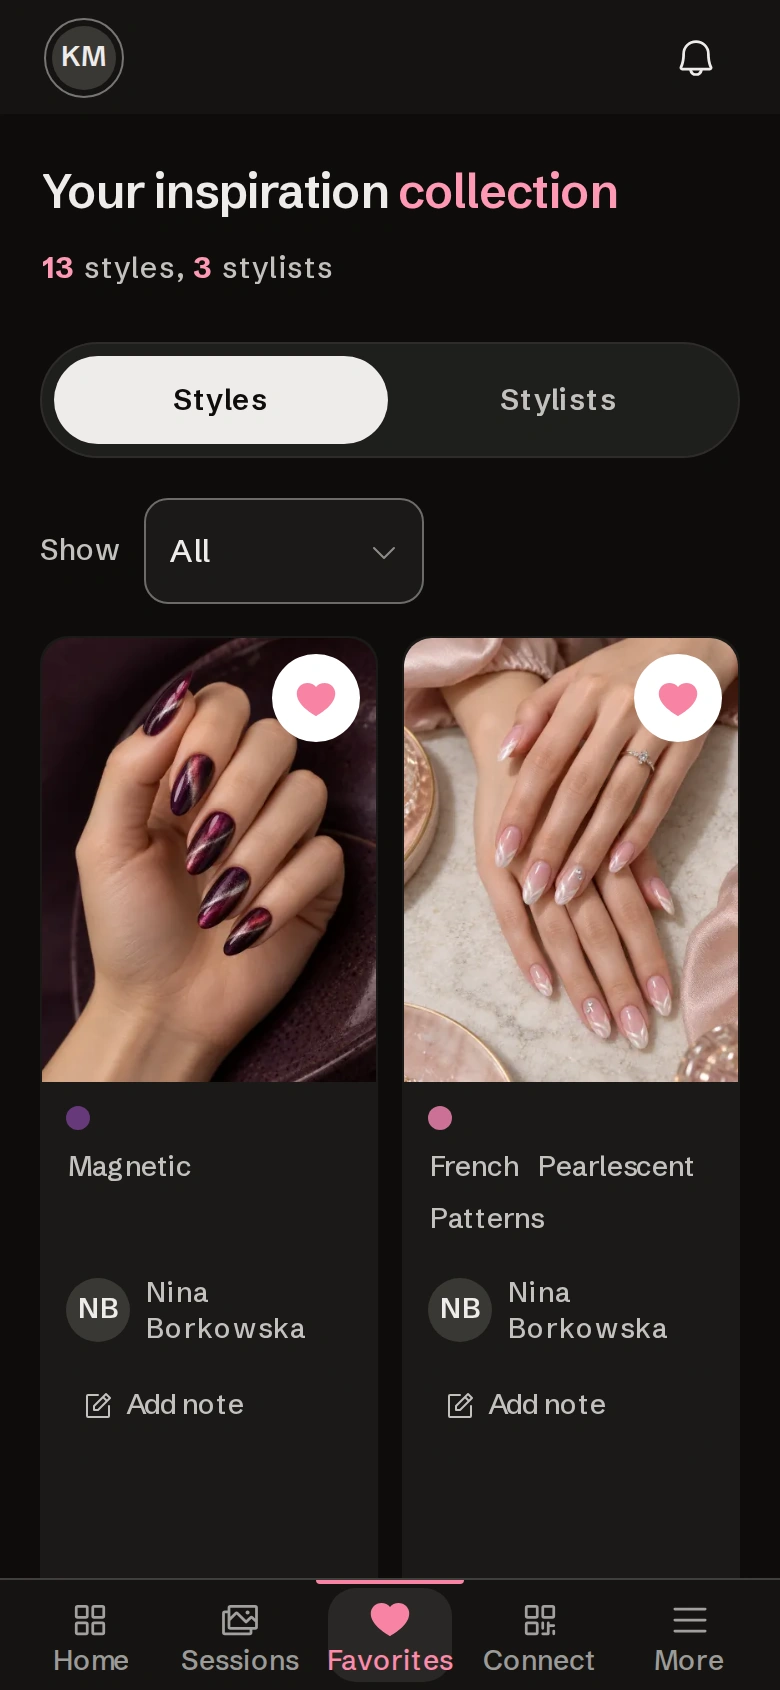 KM
Your inspiration collection
13 styles, 3 stylists
Styles
Stylists
Show
All
Magnetic
French Pearlescent
Patterns
NB
Nina
Borkowska
NB
Nina
Borkowska
Add note
Add note
Home
Sessions
Favorites
Connect
More